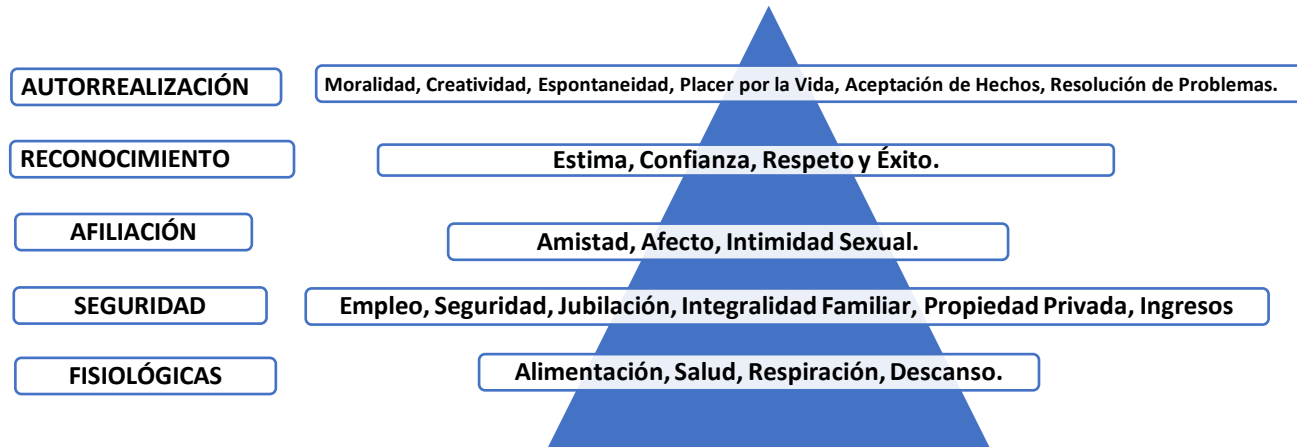 AUTORREALIZACIÓN
Moralidad, Creatividad, Espontaneidad, Placer por la Vida, Aceptación de Hechos, Resolución de Problemas.
RECONOCIMIENTO
Estima, Confianza, Respeto y Éxito.
AFILIACIÓN
Amistad, Afecto, Intimidad Sexual.
SEGURIDAD
Empleo, Seguridad, Jubilación, Integralidad Familiar, Propiedad Privada, Ingresos
FISIOLÓGICAS
Alimentación, Salud, Respiración, Descanso.